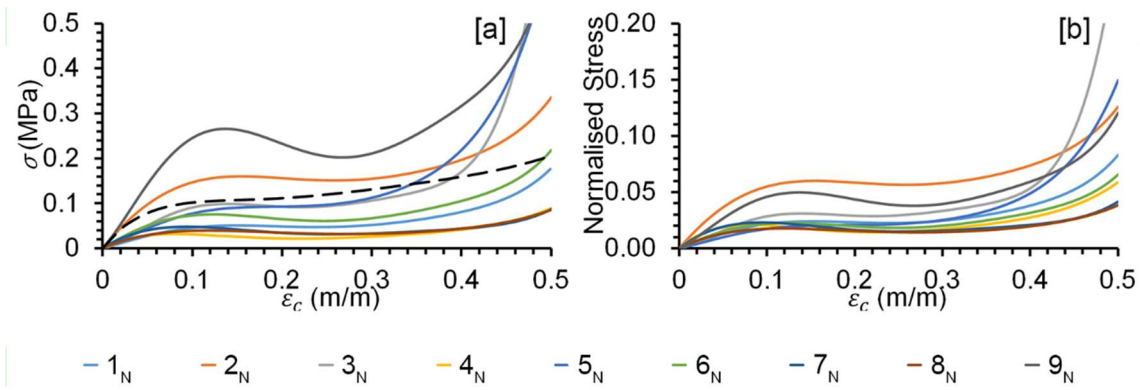 [a]
σ (MPa)
0.5
0.4
0.3
0.2
0.1
0
0 0.1 0.2 0.3 0.4 0.5
εc (m/m)
[b]
Normalised Stress
0.20
0.15
0.10
0.05
0.00
0 0.1 0.2 0.3 0.4 0.5
εc (m/m)
1N 2N 3N 4N 5N 6N 7N 8N 9N